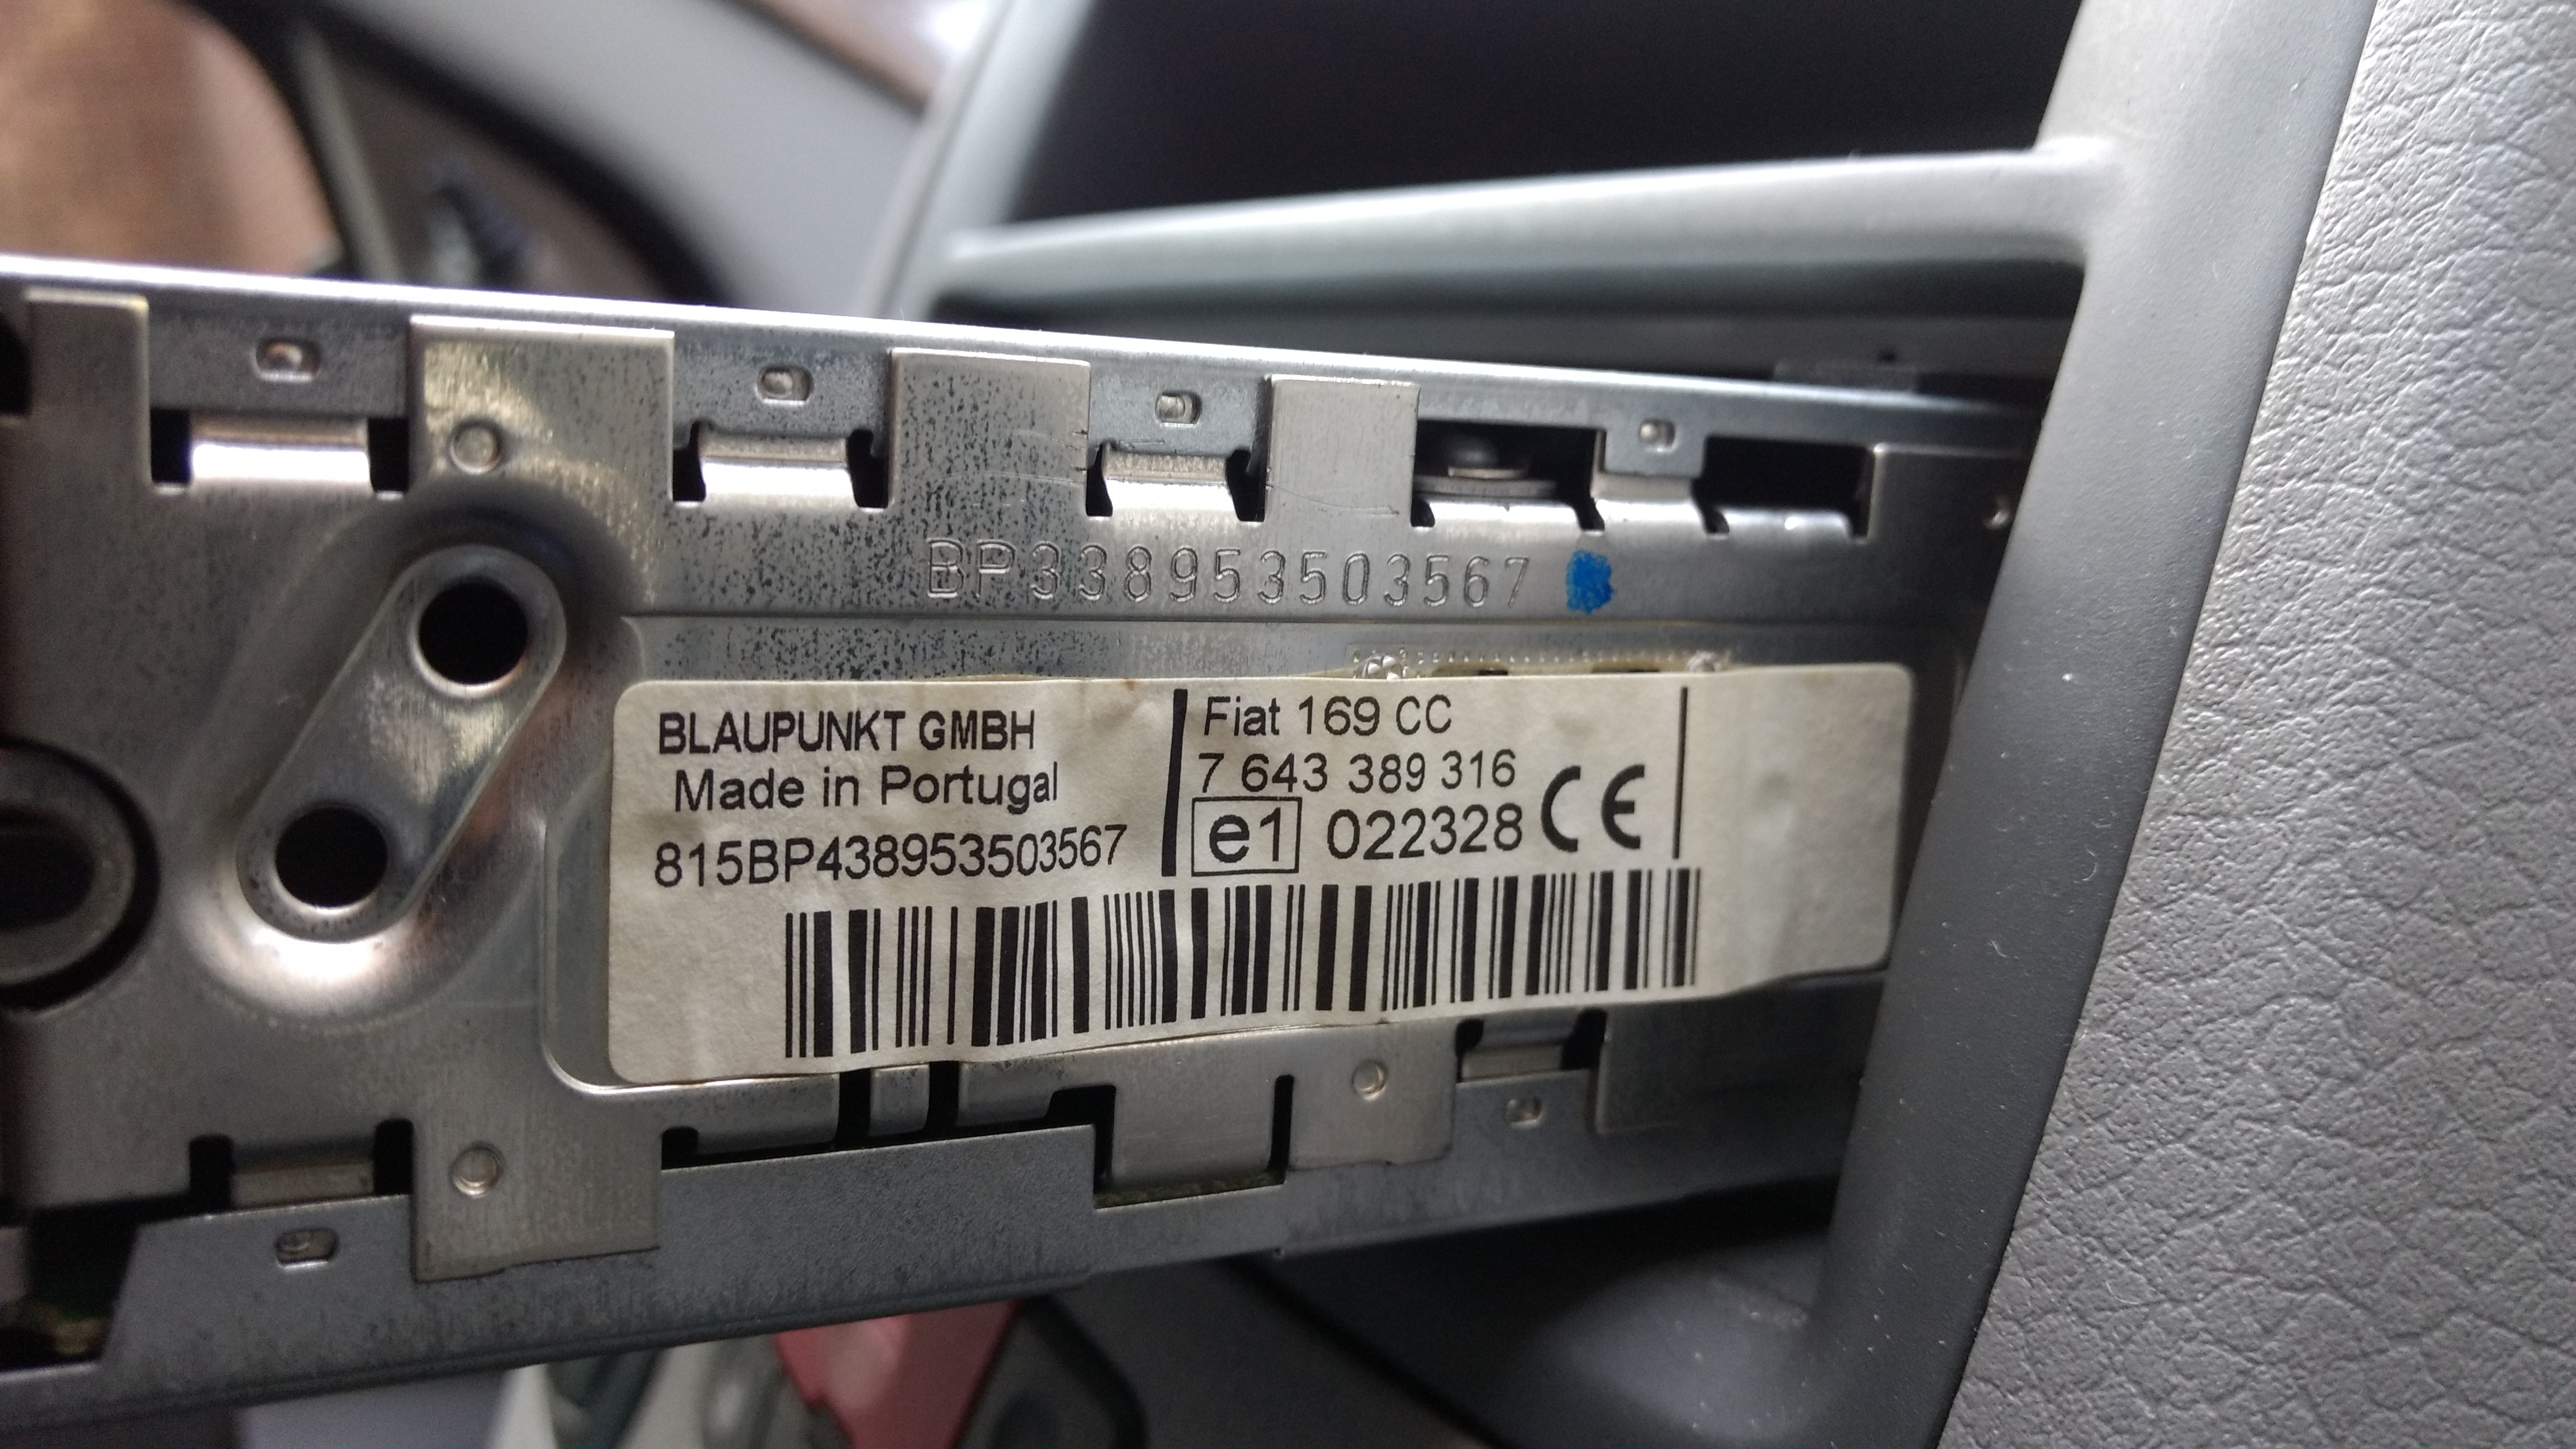 BP338953503567
BLAUPUNKT GMBH
Made in Portugal
815BP438953503567
Fiat 169 CC
7 643 389 316
e1 022328 CE